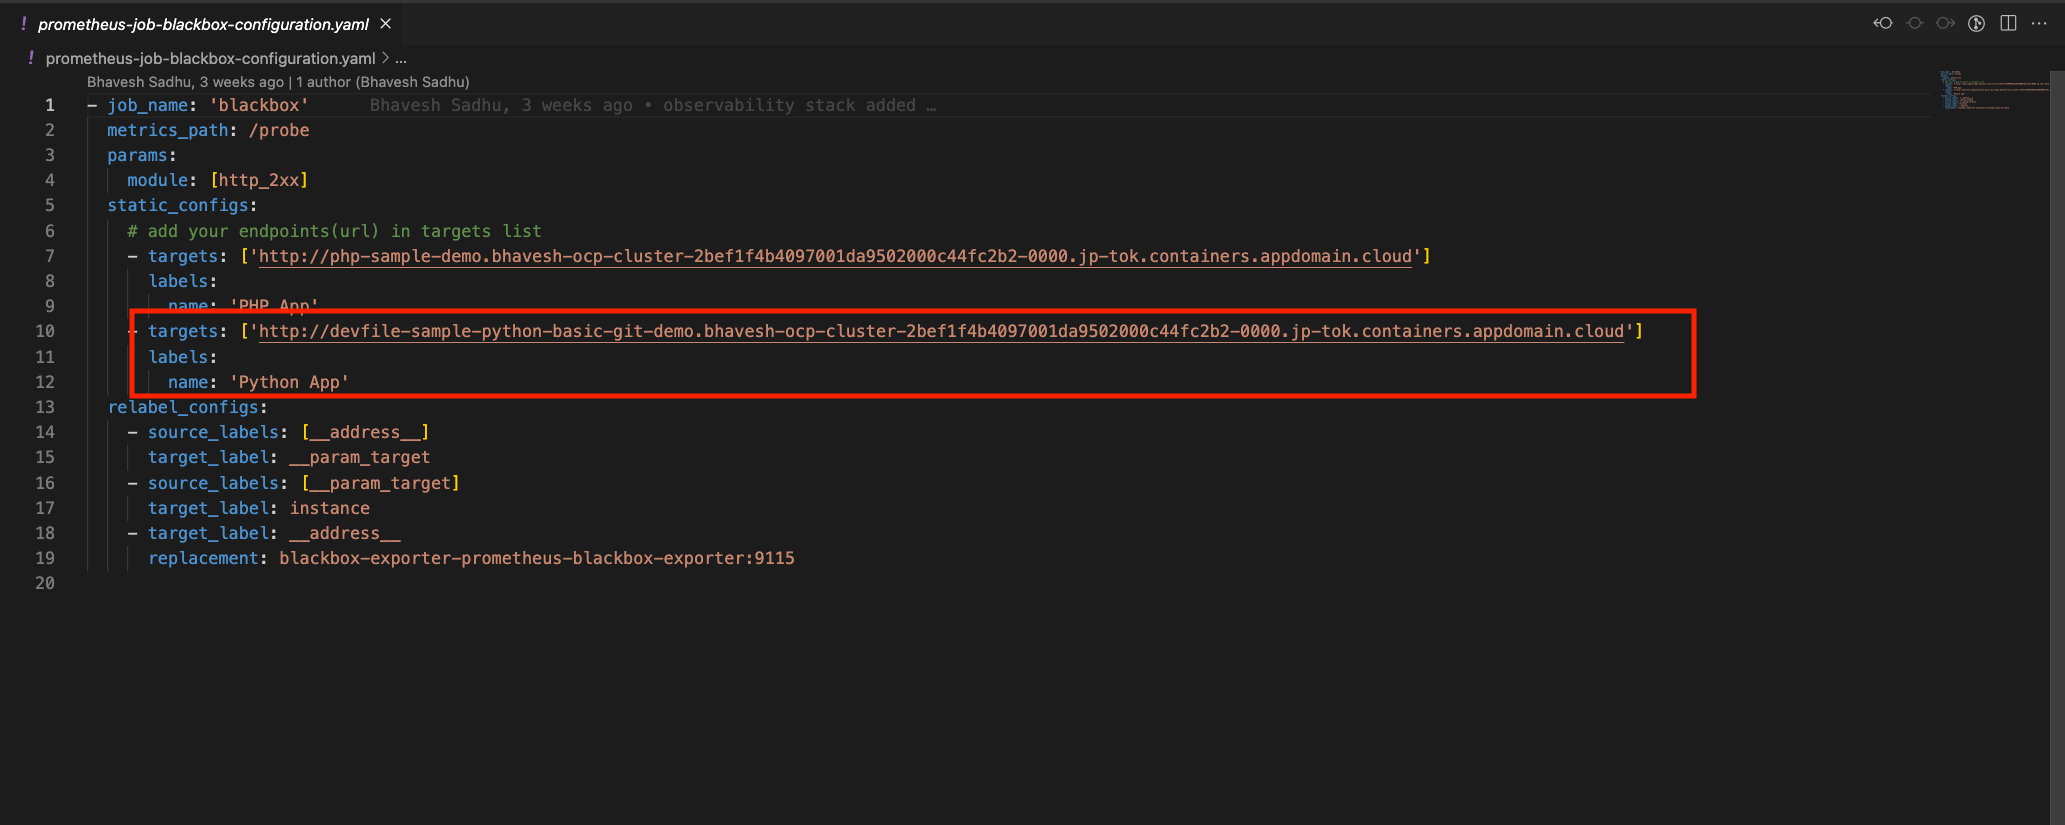 ! prometheus-job-blackbox-configuration.yaml ×
! prometheus-job-blackbox-configuration.yaml > ...
Bhavesh Sadhu, 3 weeks ago | 1 author (Bhavesh Sadhu)
1 - job_name: 'blackbox' Bhavesh Sadhu, 3 weeks ago • observability stack added …
2 metrics_path: /probe
3 params:
4 module: [http_2xx]
5 static_configs:
6 # add your endpoints(url) in targets list
7 - targets: ['http://php-sample-demo.bhavesh-ocp-cluster-2bef1f4b4097001da9502000c44fc2b2-0000.jp-tok.containers.appdomain.cloud']
8 labels:
9 name: 'PHP App'
10 - targets: ['http://devfile-sample-python-basic-git-demo.bhavesh-ocp-cluster-2bef1f4b4097001da9502000c44fc2b2-0000.jp-tok.containers.appdomain.cloud']
11 labels:
12 name: 'Python App'
13 relabel_configs:
14 - source_labels: [__address__]
15 target_label: __param_target
16 - source_labels: [__param_target]
17 target_label: instance
18 - target_label: __address__
19 replacement: blackbox-exporter-prometheus-blackbox-exporter:9115
20